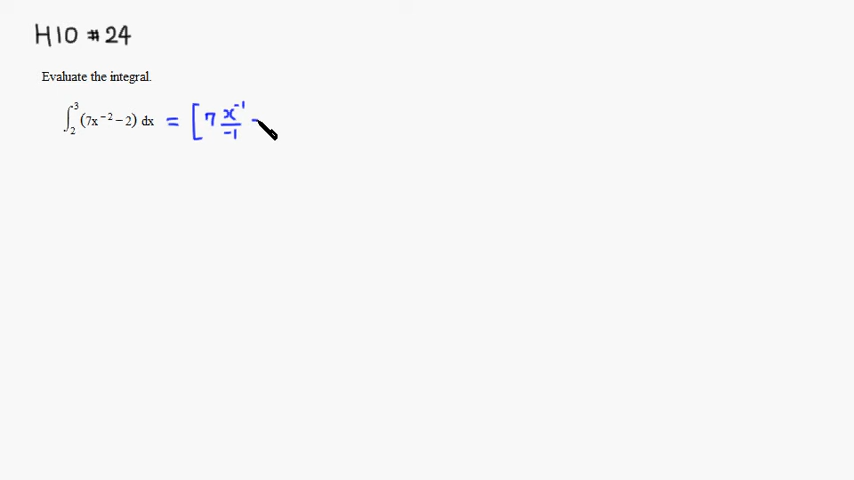 H10 #24
Evaluate the integral.
∫₂³ (7x⁻² – 2) dx = [7 x⁻¹/-1 -